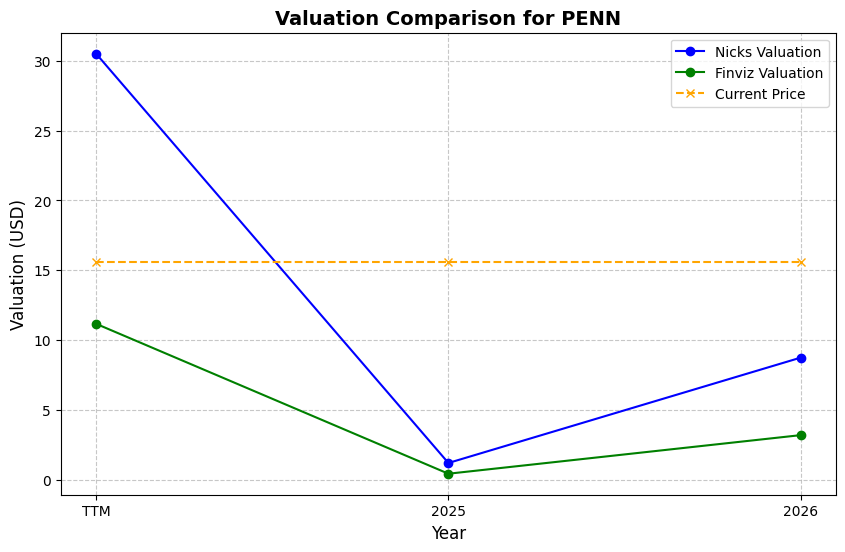 Valuation Comparison for PENN
Nicks Valuation
Finviz Valuation
Current Price
Valuation (USD)
30
25
20
15
10
5
0
TTM
2025
2026
Year